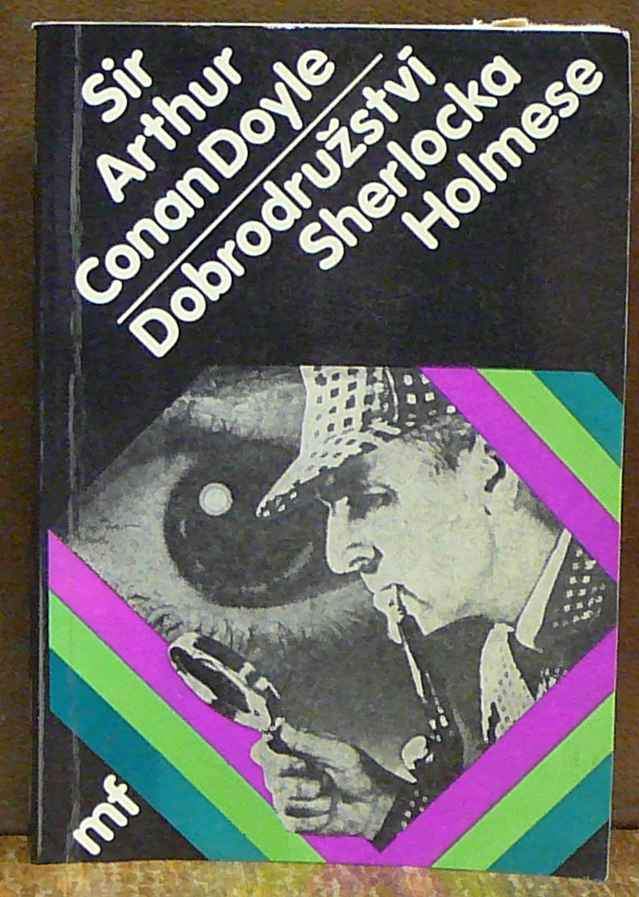 Sir
Arthur
Conan Doyle
Dobrodružství
Sherlocka
Holmese
mf